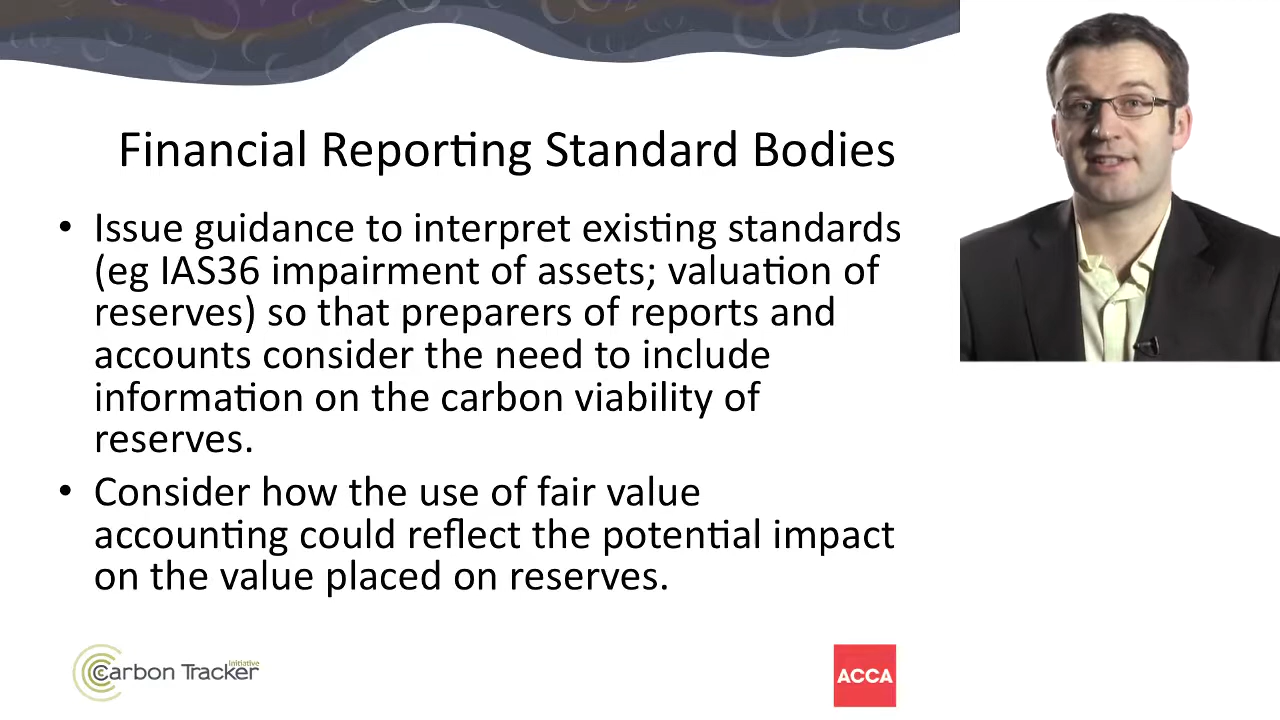 Financial Reporting Standard Bodies
• Issue guidance to interpret existing standards
(eg IAS36 impairment of assets; valuation of
reserves) so that preparers of reports and
accounts consider the need to include
information on the carbon viability of
reserves.
• Consider how the use of fair value
accounting could reflect the potential impact
on the value placed on reserves.
Carbon Tracker Initiative
ACCA